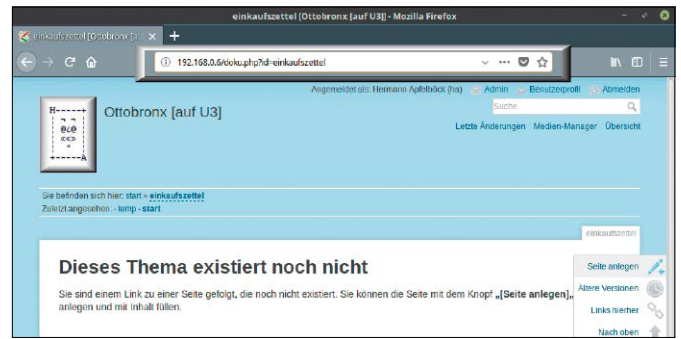 einkaufszettel [Ottobronx [auf U3]] - Mozilla Firefox
einkaufszettel [Ottobronx [au
192.168.0.6/doku.php?id=einkaufszettel
Angemeldet als: Hermann Apfelböck (ha) Admin Benutzerprofil Abmelden
Ottobronx [auf U3]
Suche
Letzte Änderungen Medien-Manager Übersicht
Sie befinden sich hier: start » einkaufszettel
Zuletzt angesehen: • temp • start
einkaufszettel
Dieses Thema existiert noch nicht
Sie sind einem Link zu einer Seite gefolgt, die noch nicht existiert. Sie können die Seite mit dem Knopf „[Seite anlegen]„
anlegen und mit Inhalt füllen.
Seite anlegen
Ältere Versionen
Links hierher
Nach oben